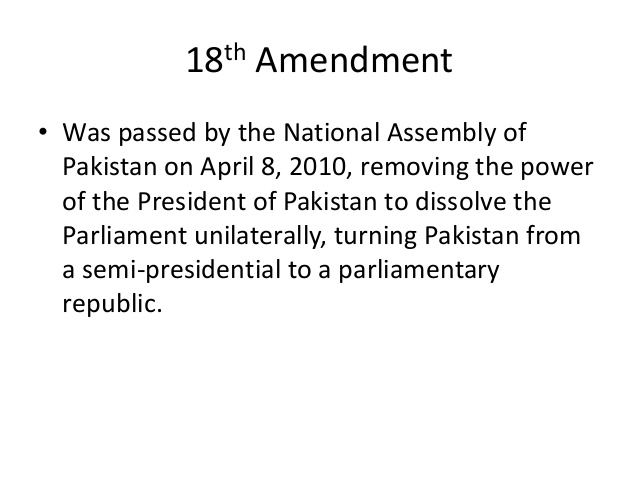 18th Amendment
• Was passed by the National Assembly of
Pakistan on April 8, 2010, removing the power
of the President of Pakistan to dissolve the
Parliament unilaterally, turning Pakistan from
a semi-presidential to a parliamentary
republic.